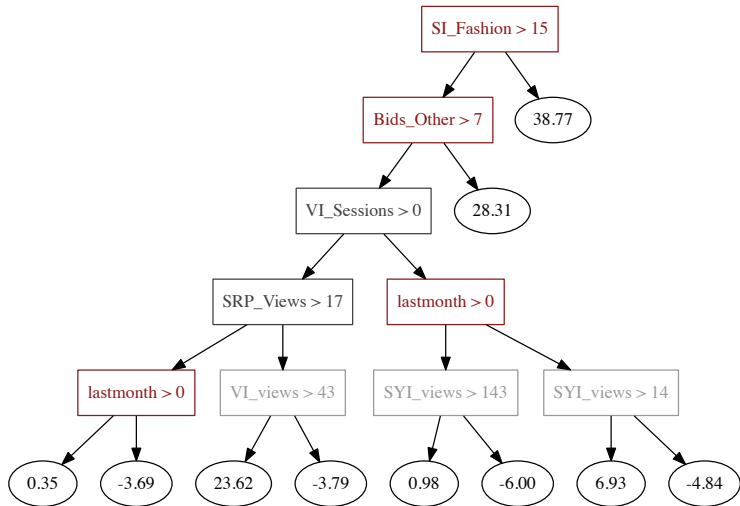 SI_Fashion > 15
Bids_Other > 7
38.77
VI_Sessions > 0
28.31
SRP_Views > 17
lastmonth > 0
lastmonth > 0
VI_views > 43
SYI_views > 143
SYI_views > 14
0.35
-3.69
23.62
-3.79
0.98
-6.00
6.93
-4.84